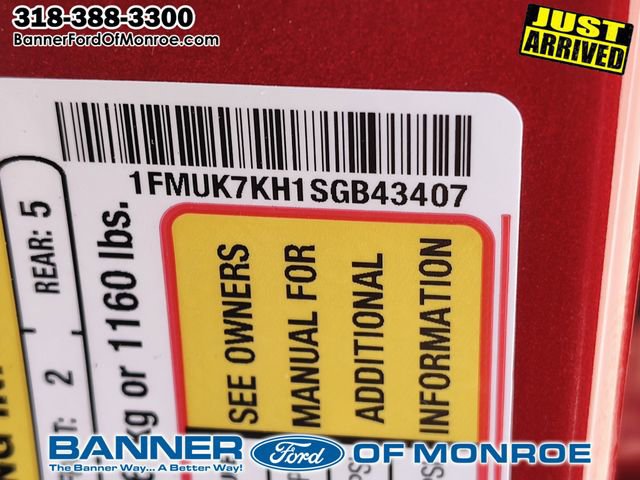 318-388-3300
BannerFordOfMonroe.com
JUST
ARRIVED
1FMUK7KH1SGB43407
REAR: 5
2
kg or 1160 lbs.
SEE OWNERS
MANUAL FOR
ADDITIONAL
INFORMATION
BANNER Ford OF MONROE
The Banner Way... A Better Way!